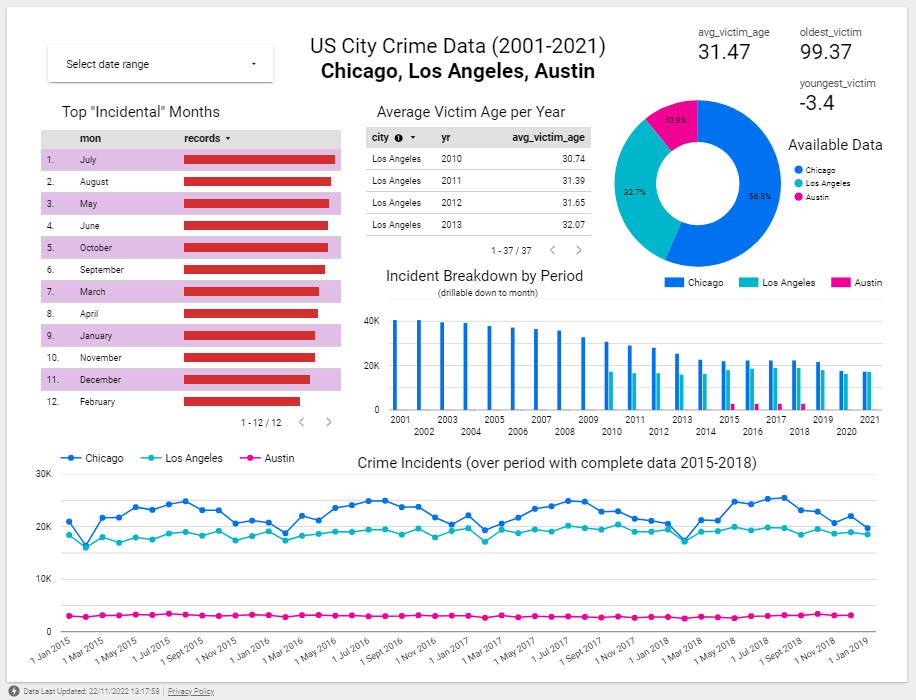 US City Crime Data (2001-2021)
Chicago, Los Angeles, Austin
Select date range
avg_victim_age
31.47
oldest_victim
99.37
youngest_victim
-3.4
Top "Incidental" Months
mon records
1. July
2. August
3. May
4. June
5. October
6. September
7. March
8. April
9. January
10. November
11. December
12. February
1 - 12 / 12
Average Victim Age per Year
city yr avg_victim_age
Los Angeles 2010 30.74
Los Angeles 2011 31.39
Los Angeles 2012 31.65
Los Angeles 2013 32.07
1 - 37 / 37
10.9%
32.7%
56.5%
Available Data
Chicago
Los Angeles
Austin
Incident Breakdown by Period
(drillable down to month)
Chicago Los Angeles Austin
40K
20K
0
2001 2003 2005 2007 2009 2011 2013 2015 2017 2019 2021
2002 2004 2006 2008 2010 2012 2014 2016 2018 2020
Chicago Los Angeles Austin
Crime Incidents (over period with complete data 2015-2018)
30K
20K
10K
0
1 Jan 2015 1 Mar 2015 1 May 2015 1 Jul 2015 1 Sept 2015 1 Nov 2015 1 Jan 2016 1 Mar 2016 1 May 2016 1 Jul 2016 1 Sept 2016 1 Nov 2016 1 Jan 2017 1 Mar 2017 1 May 2017 1 Jul 2017 1 Sept 2017 1 Nov 2017 1 Jan 2018 1 Mar 2018 1 May 2018 1 Jul 2018 1 Sept 2018 1 Nov 2018 1 Jan 2019
Data Last Updated: 22/11/2022 13:17:58 | Privacy Policy